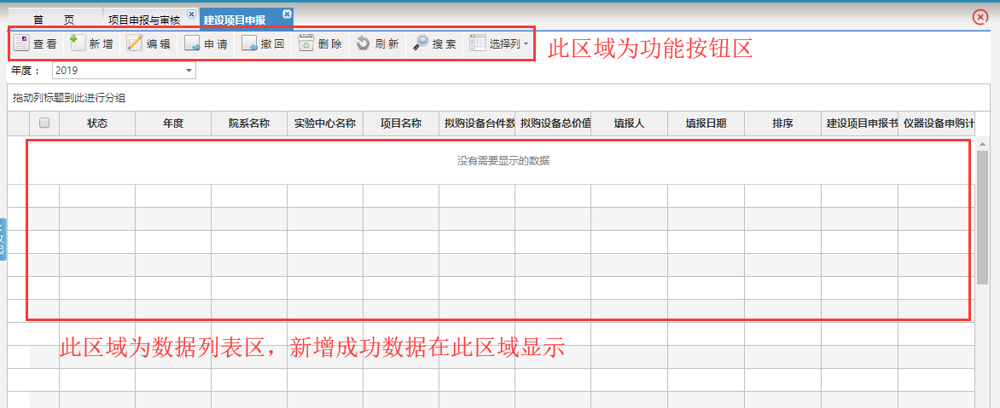 首 页 项目申报与审核 建设项目申报
查看 新增 编辑 申请 撤回 删除 刷新 搜索 选择列
此区域为功能按钮区
年度： 2019
拖动列标题到此进行分组
状态 年度 院系名称 实验中心名称 项目名称 拟购设备台件数 拟购设备总价值 填报人 填报日期 排序 建设项目申报书 仪器设备申购计
没有需要显示的数据
此区域为数据列表区，新增成功数据在此区域显示